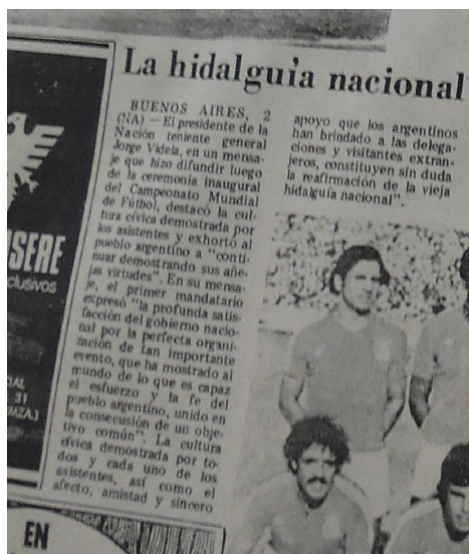 La hidalguía nacional
BUENOS AIRES, 2
(NA) — El presidente de la
Nación teniente general
Jorge Videla, en un mensa-
je que hizo difundir luego
de la ceremonia inaugural
del Campeonato Mundial
de Fútbol, destacó la cul-
tura cívica demostrada por
los asistentes y exhortó al
pueblo argentino a "conti-
nuar demostrando sus añe-
jas virtudes". En su mensa-
je, el primer mandatario
expresó "la profunda satis-
facción del gobierno nacio-
nal por la perfecta organi-
zación de tan importante
evento, que ha mostrado al
mundo de lo que es capaz
el esfuerzo y la fe del
pueblo argentino, unido en
la consecución de un obje-
tivo común". La cultura
cívica demostrada por to-
dos y cada uno de los
asistentes, así como el
afecto, amistad y sincero
apoyo que los argentinos
han brindado a las delega-
ciones y visitantes extran-
jeros, constituyen sin duda
la reafirmación de la vieja
hidalguía nacional".
SERE
clusivos
IAL
31
MZA.)
EN